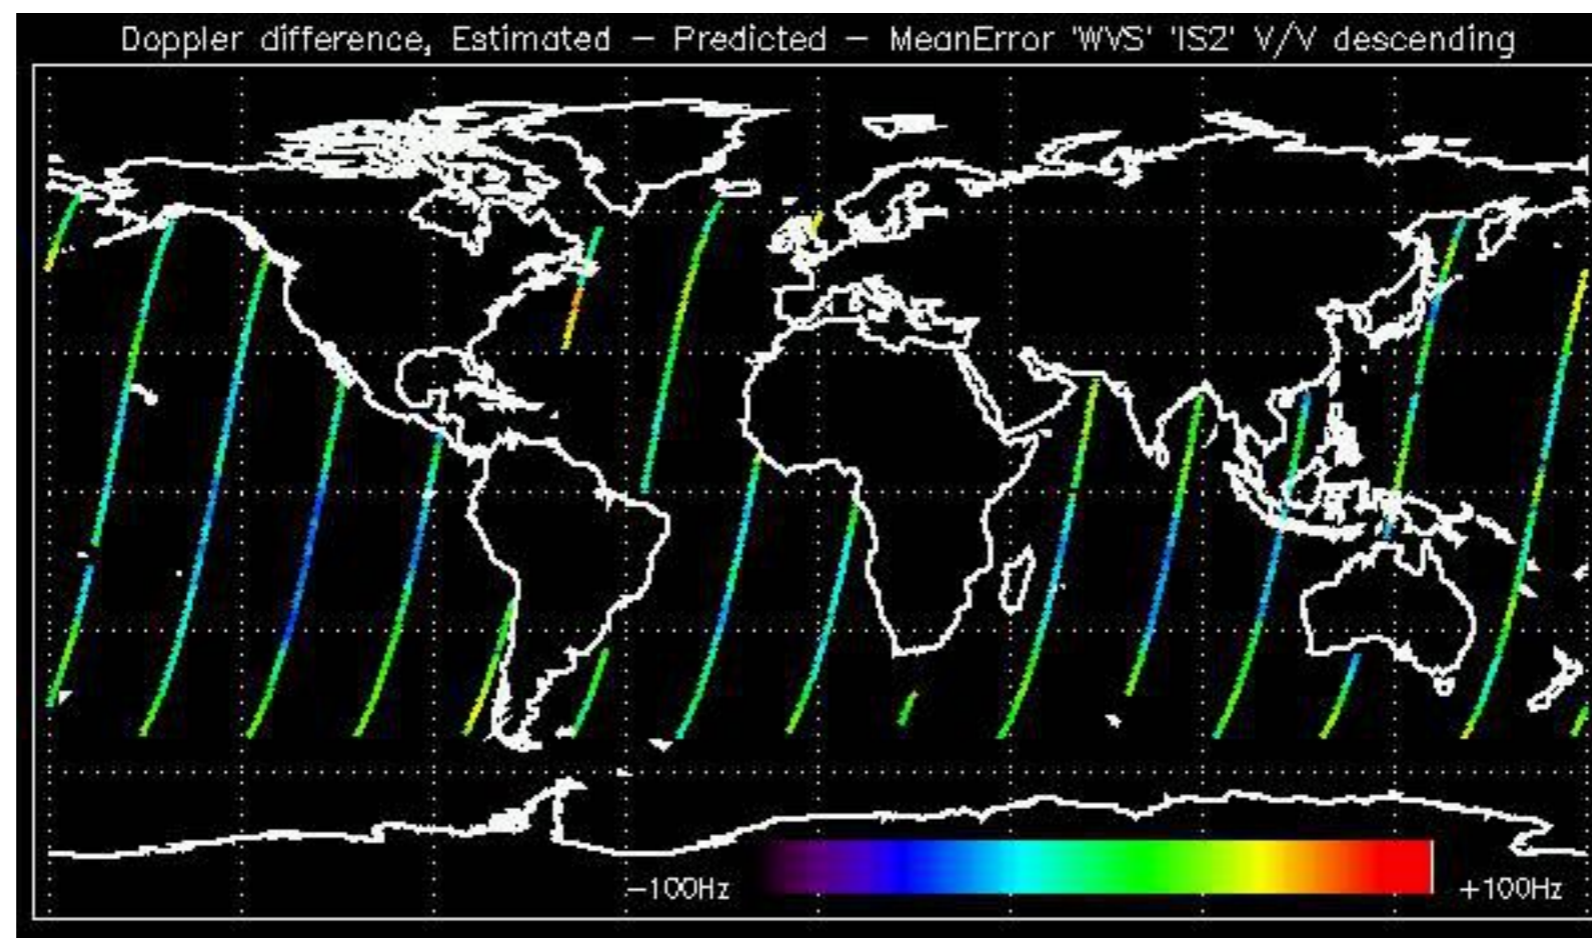 Doppler difference, Estimated – Predicted – MeanError 'WVS' 'IS2' V/V descending
–100Hz
+100Hz